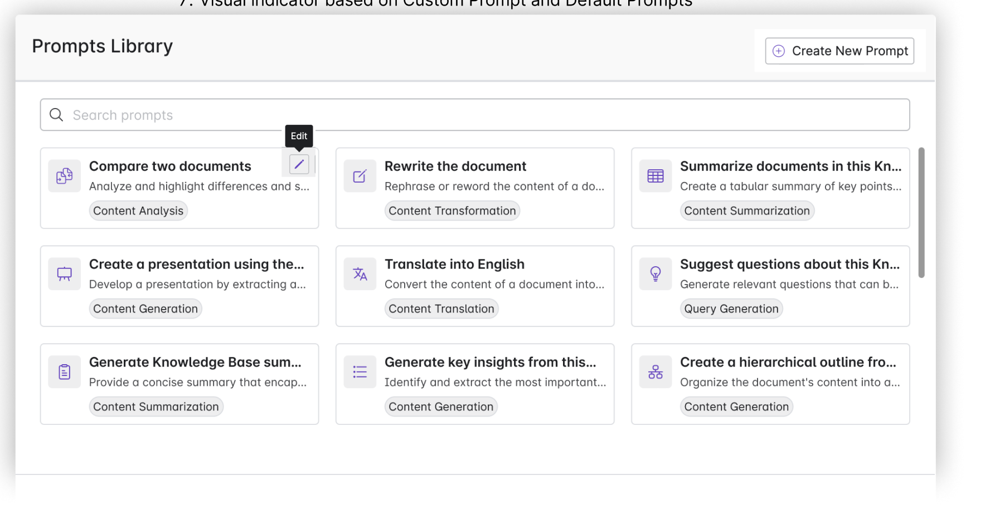 7. Visual indicator based on Custom Prompt and Default Prompts
Prompts Library
Create New Prompt
Search prompts
Edit
Compare two documents
Analyze and highlight differences and s...
Content Analysis
Rewrite the document
Rephrase or reword the content of a do...
Content Transformation
Summarize documents in this Kn...
Create a tabular summary of key points...
Content Summarization
Create a presentation using the...
Develop a presentation by extracting a...
Content Generation
Translate into English
Convert the content of a document into...
Content Translation
Suggest questions about this Kn...
Generate relevant questions that can b...
Query Generation
Generate Knowledge Base sum...
Provide a concise summary that encap...
Content Summarization
Generate key insights from this...
Identify and extract the most important...
Content Generation
Create a hierarchical outline fro...
Organize the document's content into a...
Content Generation